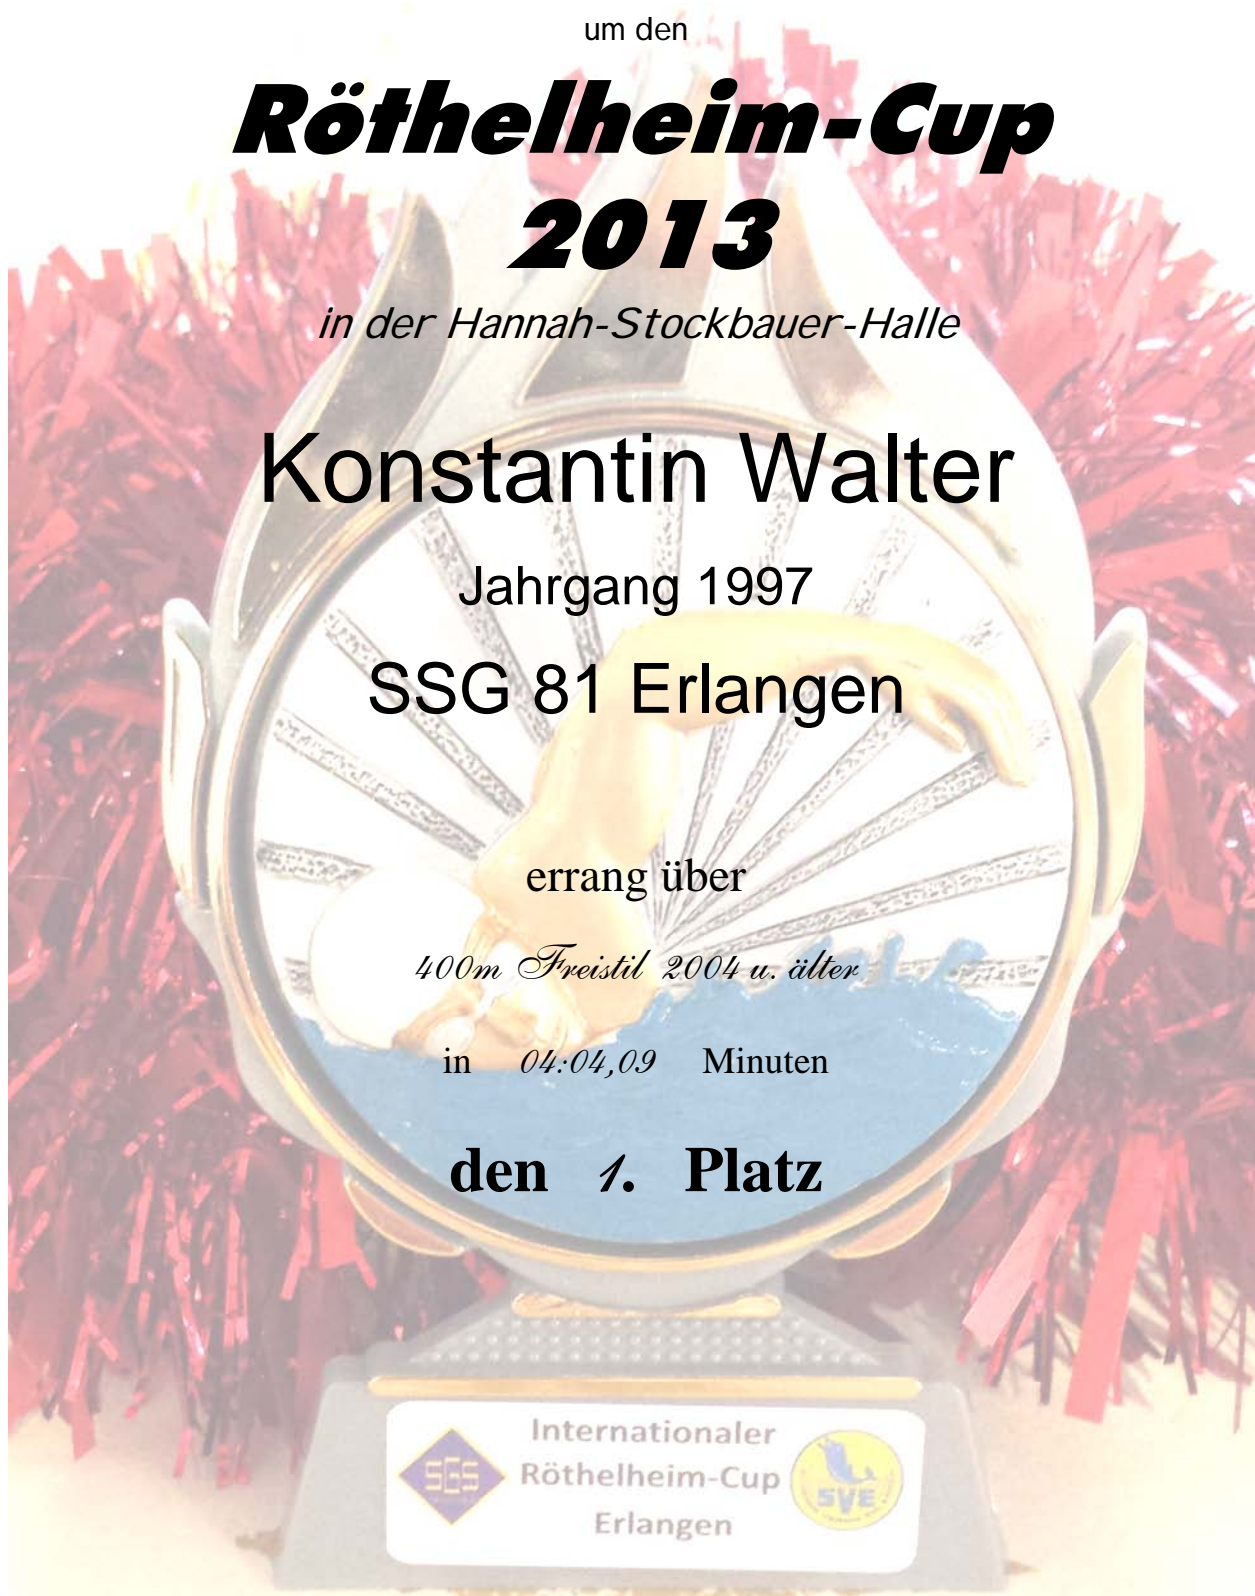 um den
Röthelheim-Cup
2013
in der Hannah-Stockbauer-Halle
Konstantin Walter
Jahrgang 1997
SSG 81 Erlangen
errang über
400m Freistil 2004 u. älter
in 04:04,09 Minuten
den 1. Platz
Internationaler
SGS Röthelheim-Cup SVE
Erlangen